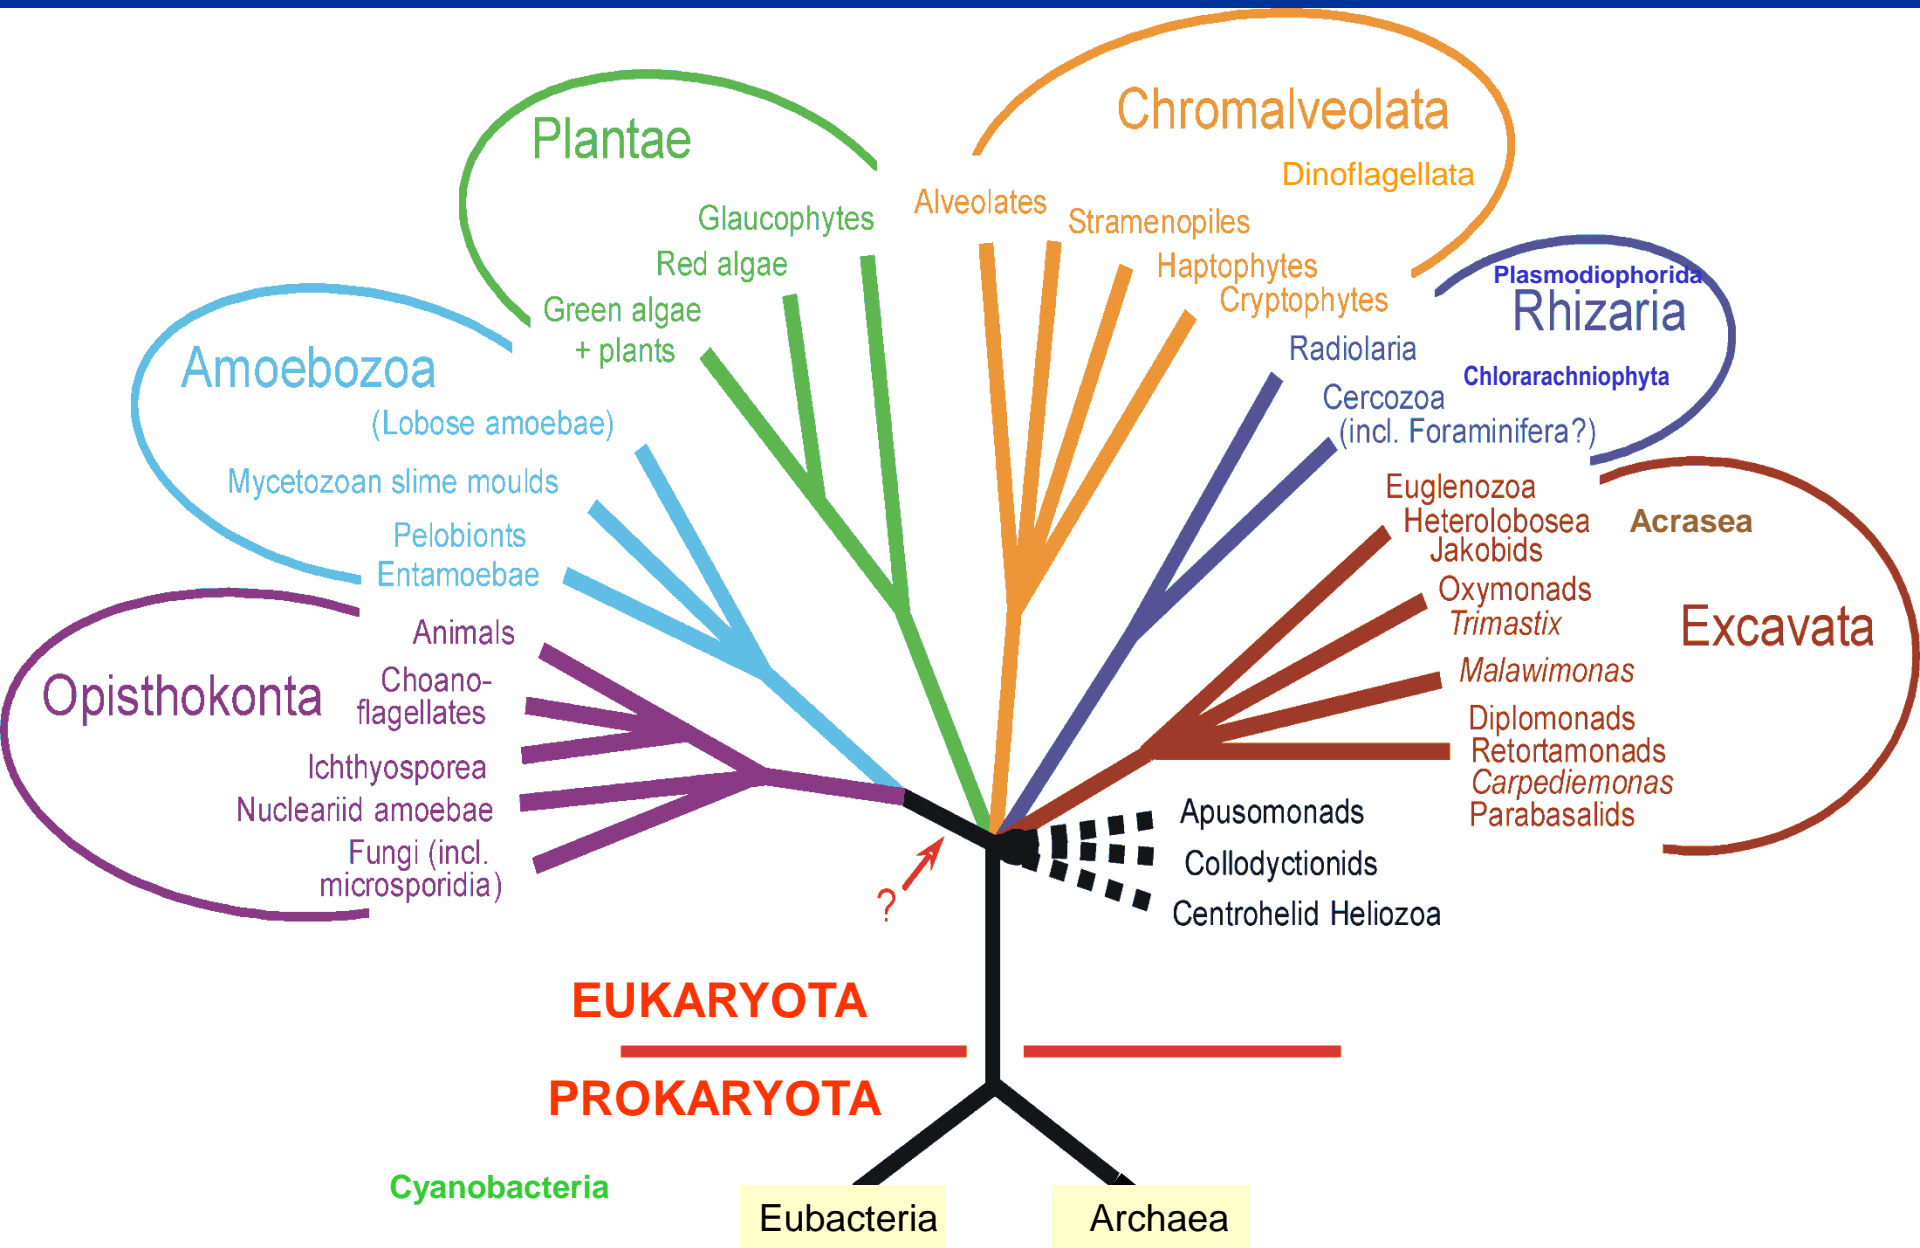 Chromalveolata
Dinoflagellata
Alveolates
Stramenopiles
Haptophytes
Cryptophytes
Plantae
Glaucophytes
Red algae
Green algae
+ plants
Plasmodiophorida
Rhizaria
Radiolaria
Chlorarachniophyta
Cercozoa
(incl. Foraminifera?)
Amoebozoa
(Lobose amoebae)
Mycetozoan slime moulds
Pelobionts
Entamoebae
Euglenozoa
Heterolobosea
Jakobids
Acrasea
Oxymonads
Trimastix
Excavata
Malawimonas
Diplomonads
Retortamonads
Carpediemonas
Parabasalids
Opisthokonta
Animals
Choano-
flagellates
Ichthyosporea
Nucleariid amoebae
Fungi (incl.
microsporidia)
?
Apusomonads
Collodyctionids
Centrohelid Heliozoa
EUKARYOTA
PROKARYOTA
Cyanobacteria
Eubacteria
Archaea